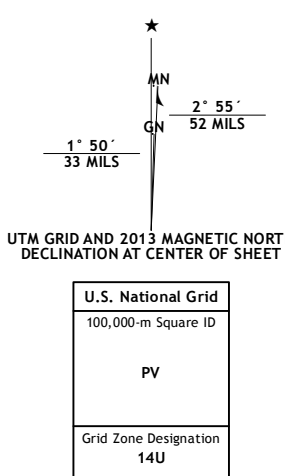 MN
2° 55´
GN
52 MILS
1° 50´
33 MILS
UTM GRID AND 2013 MAGNETIC NORT
DECLINATION AT CENTER OF SHEET
U.S. National Grid
100,000-m Square ID
PV
Grid Zone Designation
14U